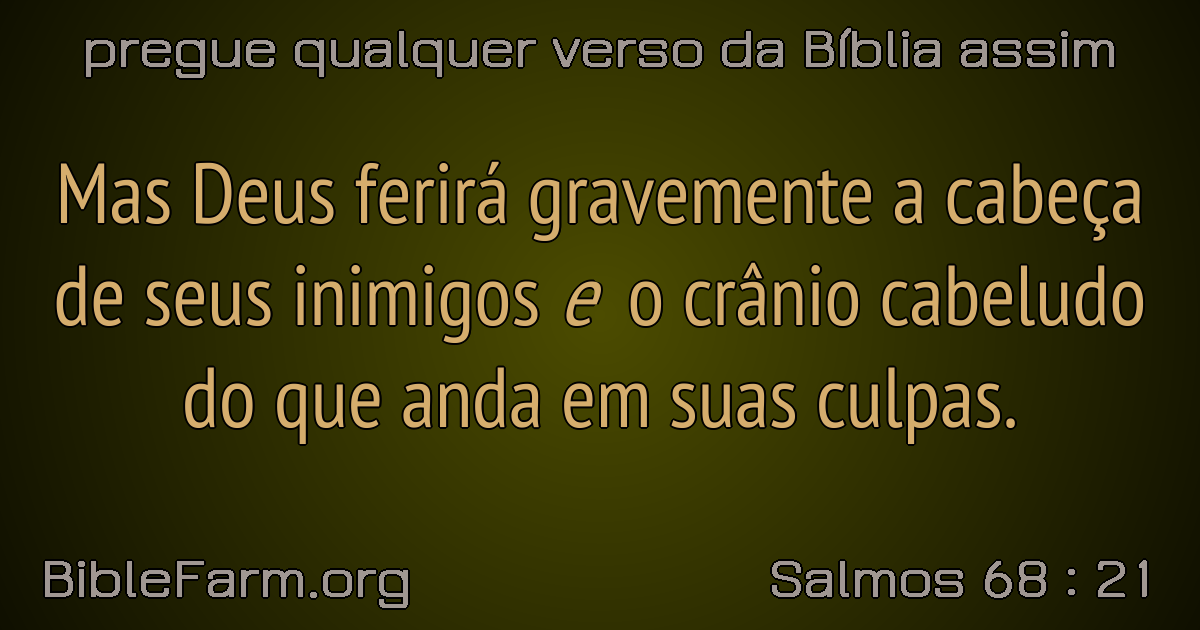 pregue qualquer verso da Bíblia assim
Mas Deus ferirá gravemente a cabeça
de seus inimigos e o crânio cabeludo
do que anda em suas culpas.
BibleFarm.org
Salmos 68 : 21